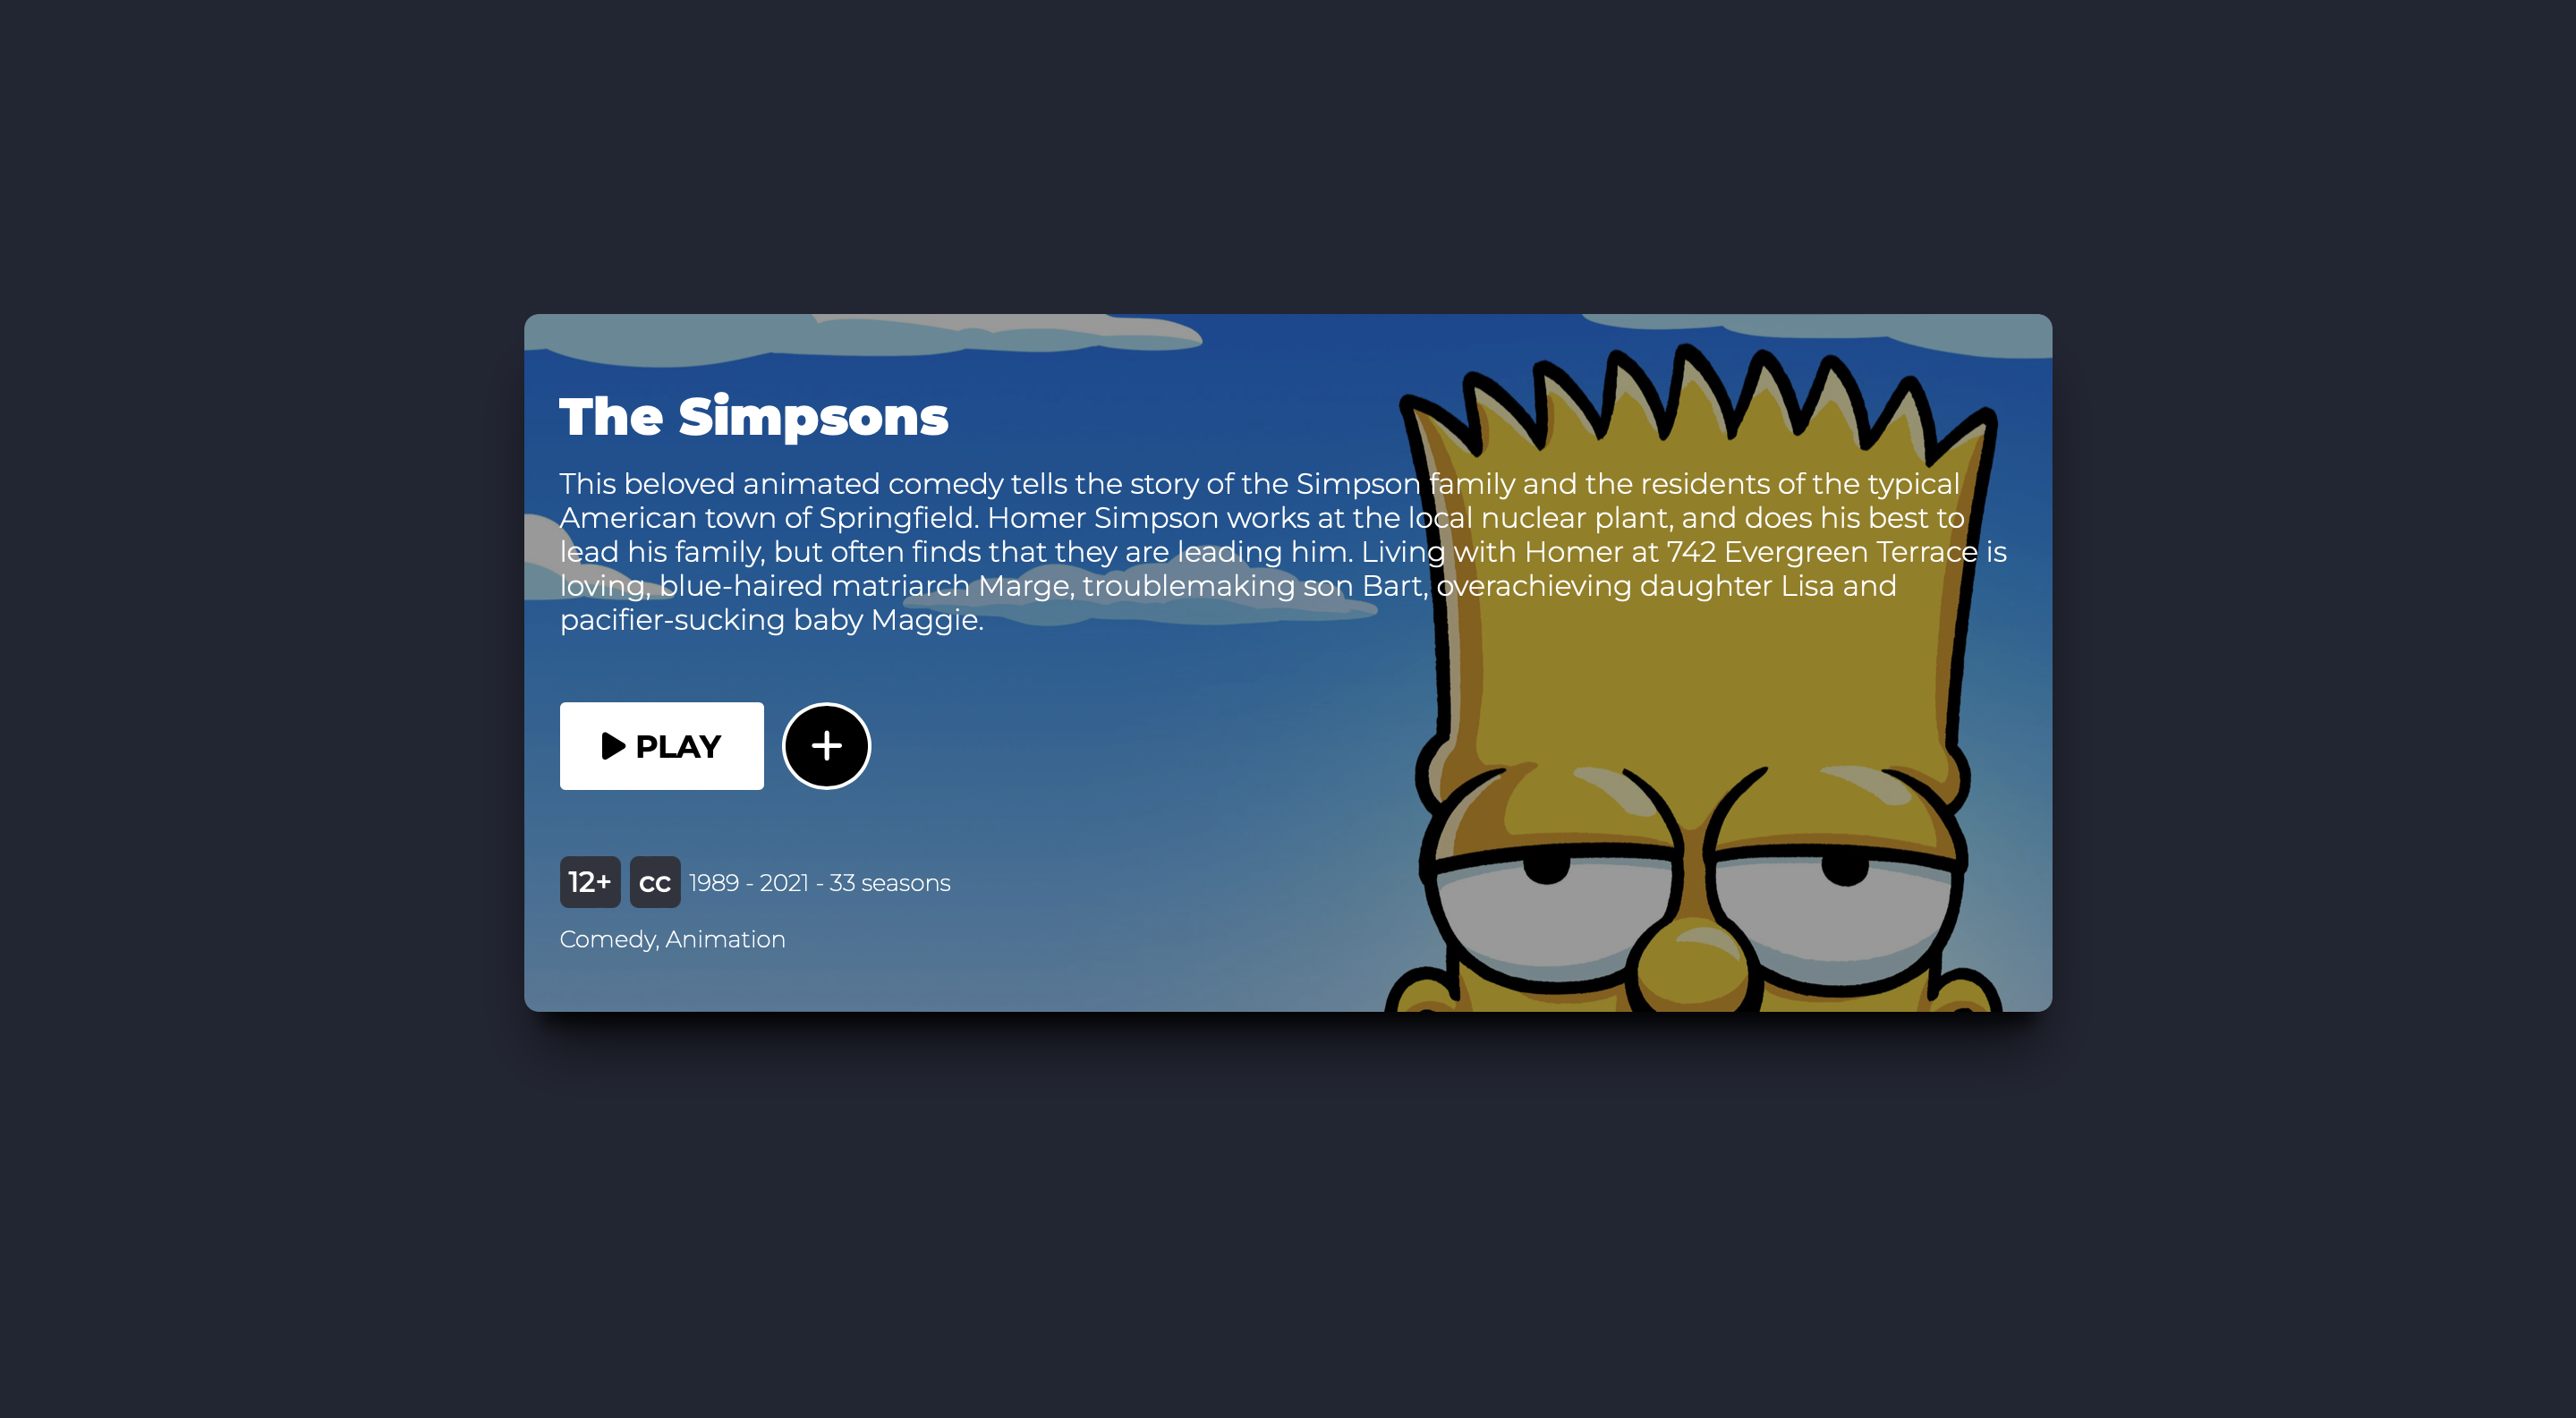 The Simpsons
This beloved animated comedy tells the story of the Simpson family and the residents of the typical
American town of Springfield. Homer Simpson works at the local nuclear plant, and does his best to
lead his family, but often finds that they are leading him. Living with Homer at 742 Evergreen Terrace is
loving, blue-haired matriarch Marge, troublemaking son Bart, overachieving daughter Lisa and
pacifier-sucking baby Maggie.
PLAY
12+ cc 1989 - 2021 - 33 seasons
Comedy, Animation